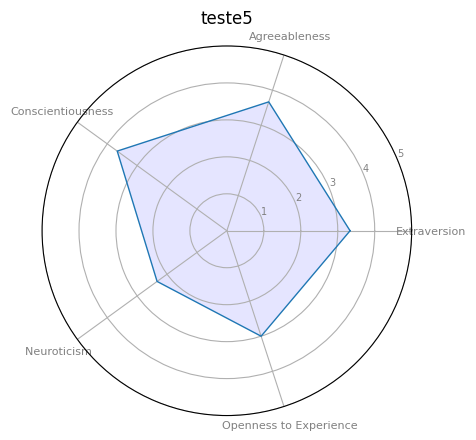 teste5
Agreeableness
Conscientiousness
5
4
3
2
1
Extraversion
Neuroticism
Openness to Experience